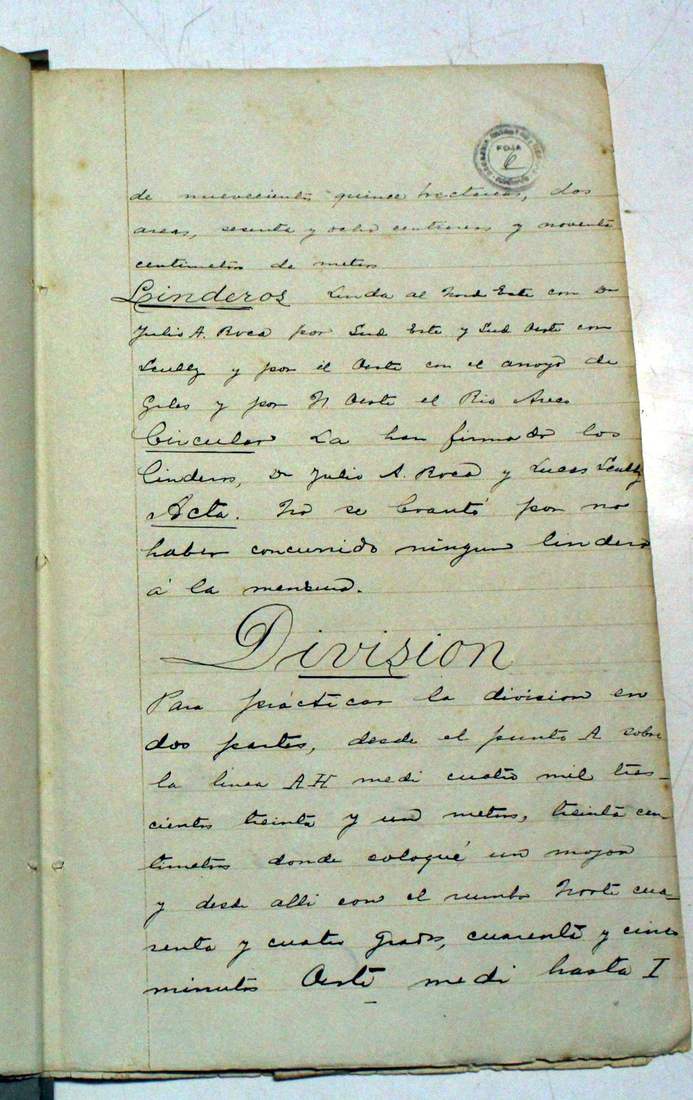 FOJA
6
de nuevecientas quince hectareas, dos
areas, sesenta y ocho centiareas y noventa
centimetros de metros
Linderos Linda al Nord Este con Dr
Julio A. Roca por Sud Este y Sud Oeste con
Scully y por el Oeste con el arroyo de
Giles y por N Oeste el Rio Areco
Circular La han firmado los
linderos, Dr Julio A. Roca y Lucas Scully
Acta. No se levantó por no
haber concurrido ningun lindero
á la mensura.
Division
Para prácticar la division en
dos partes, desde el punto A sobre
la linea AH medi cuatro mil tres-
cientos treinta y un metros, treinta cen-
timetros donde coloqué un mojon
y desde alli con el rumbo Norte cua-
renta y cuatro grados, cuarenta y cinco
minutos Oeste medi hasta I